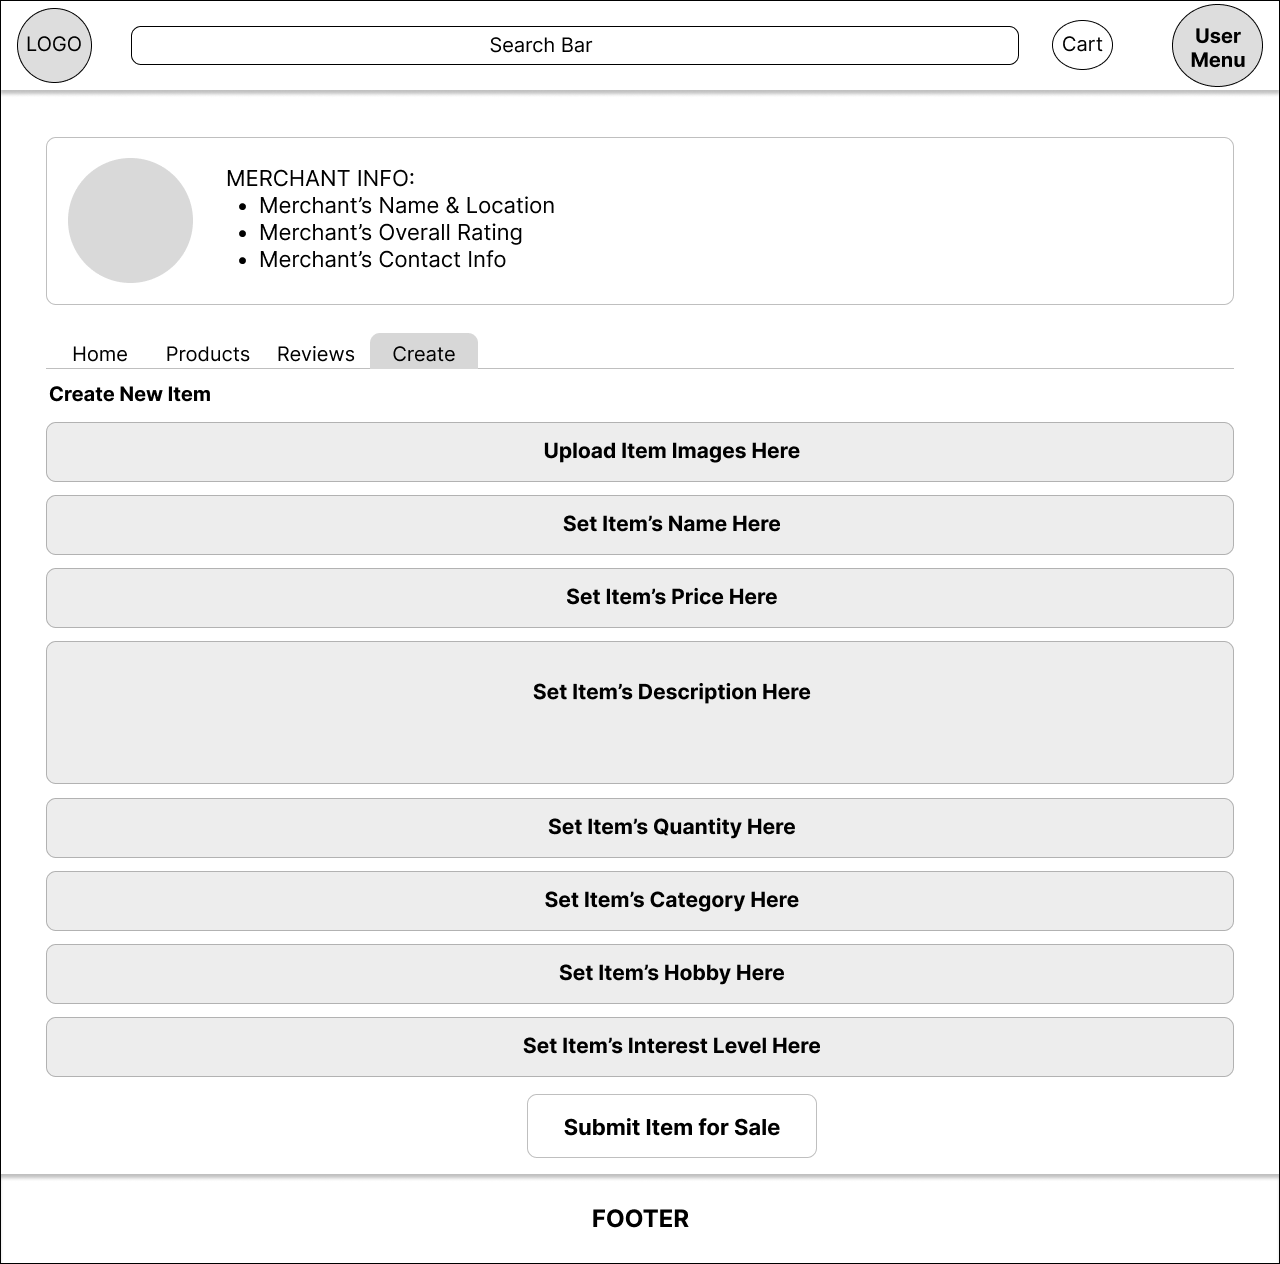 LOGO
Search Bar
Cart
User
Menu
MERCHANT INFO:
• Merchant’s Name & Location
• Merchant’s Overall Rating
• Merchant’s Contact Info
Home Products Reviews Create
Create New Item
Upload Item Images Here
Set Item’s Name Here
Set Item’s Price Here
Set Item’s Description Here
Set Item’s Quantity Here
Set Item’s Category Here
Set Item’s Hobby Here
Set Item’s Interest Level Here
Submit Item for Sale
FOOTER